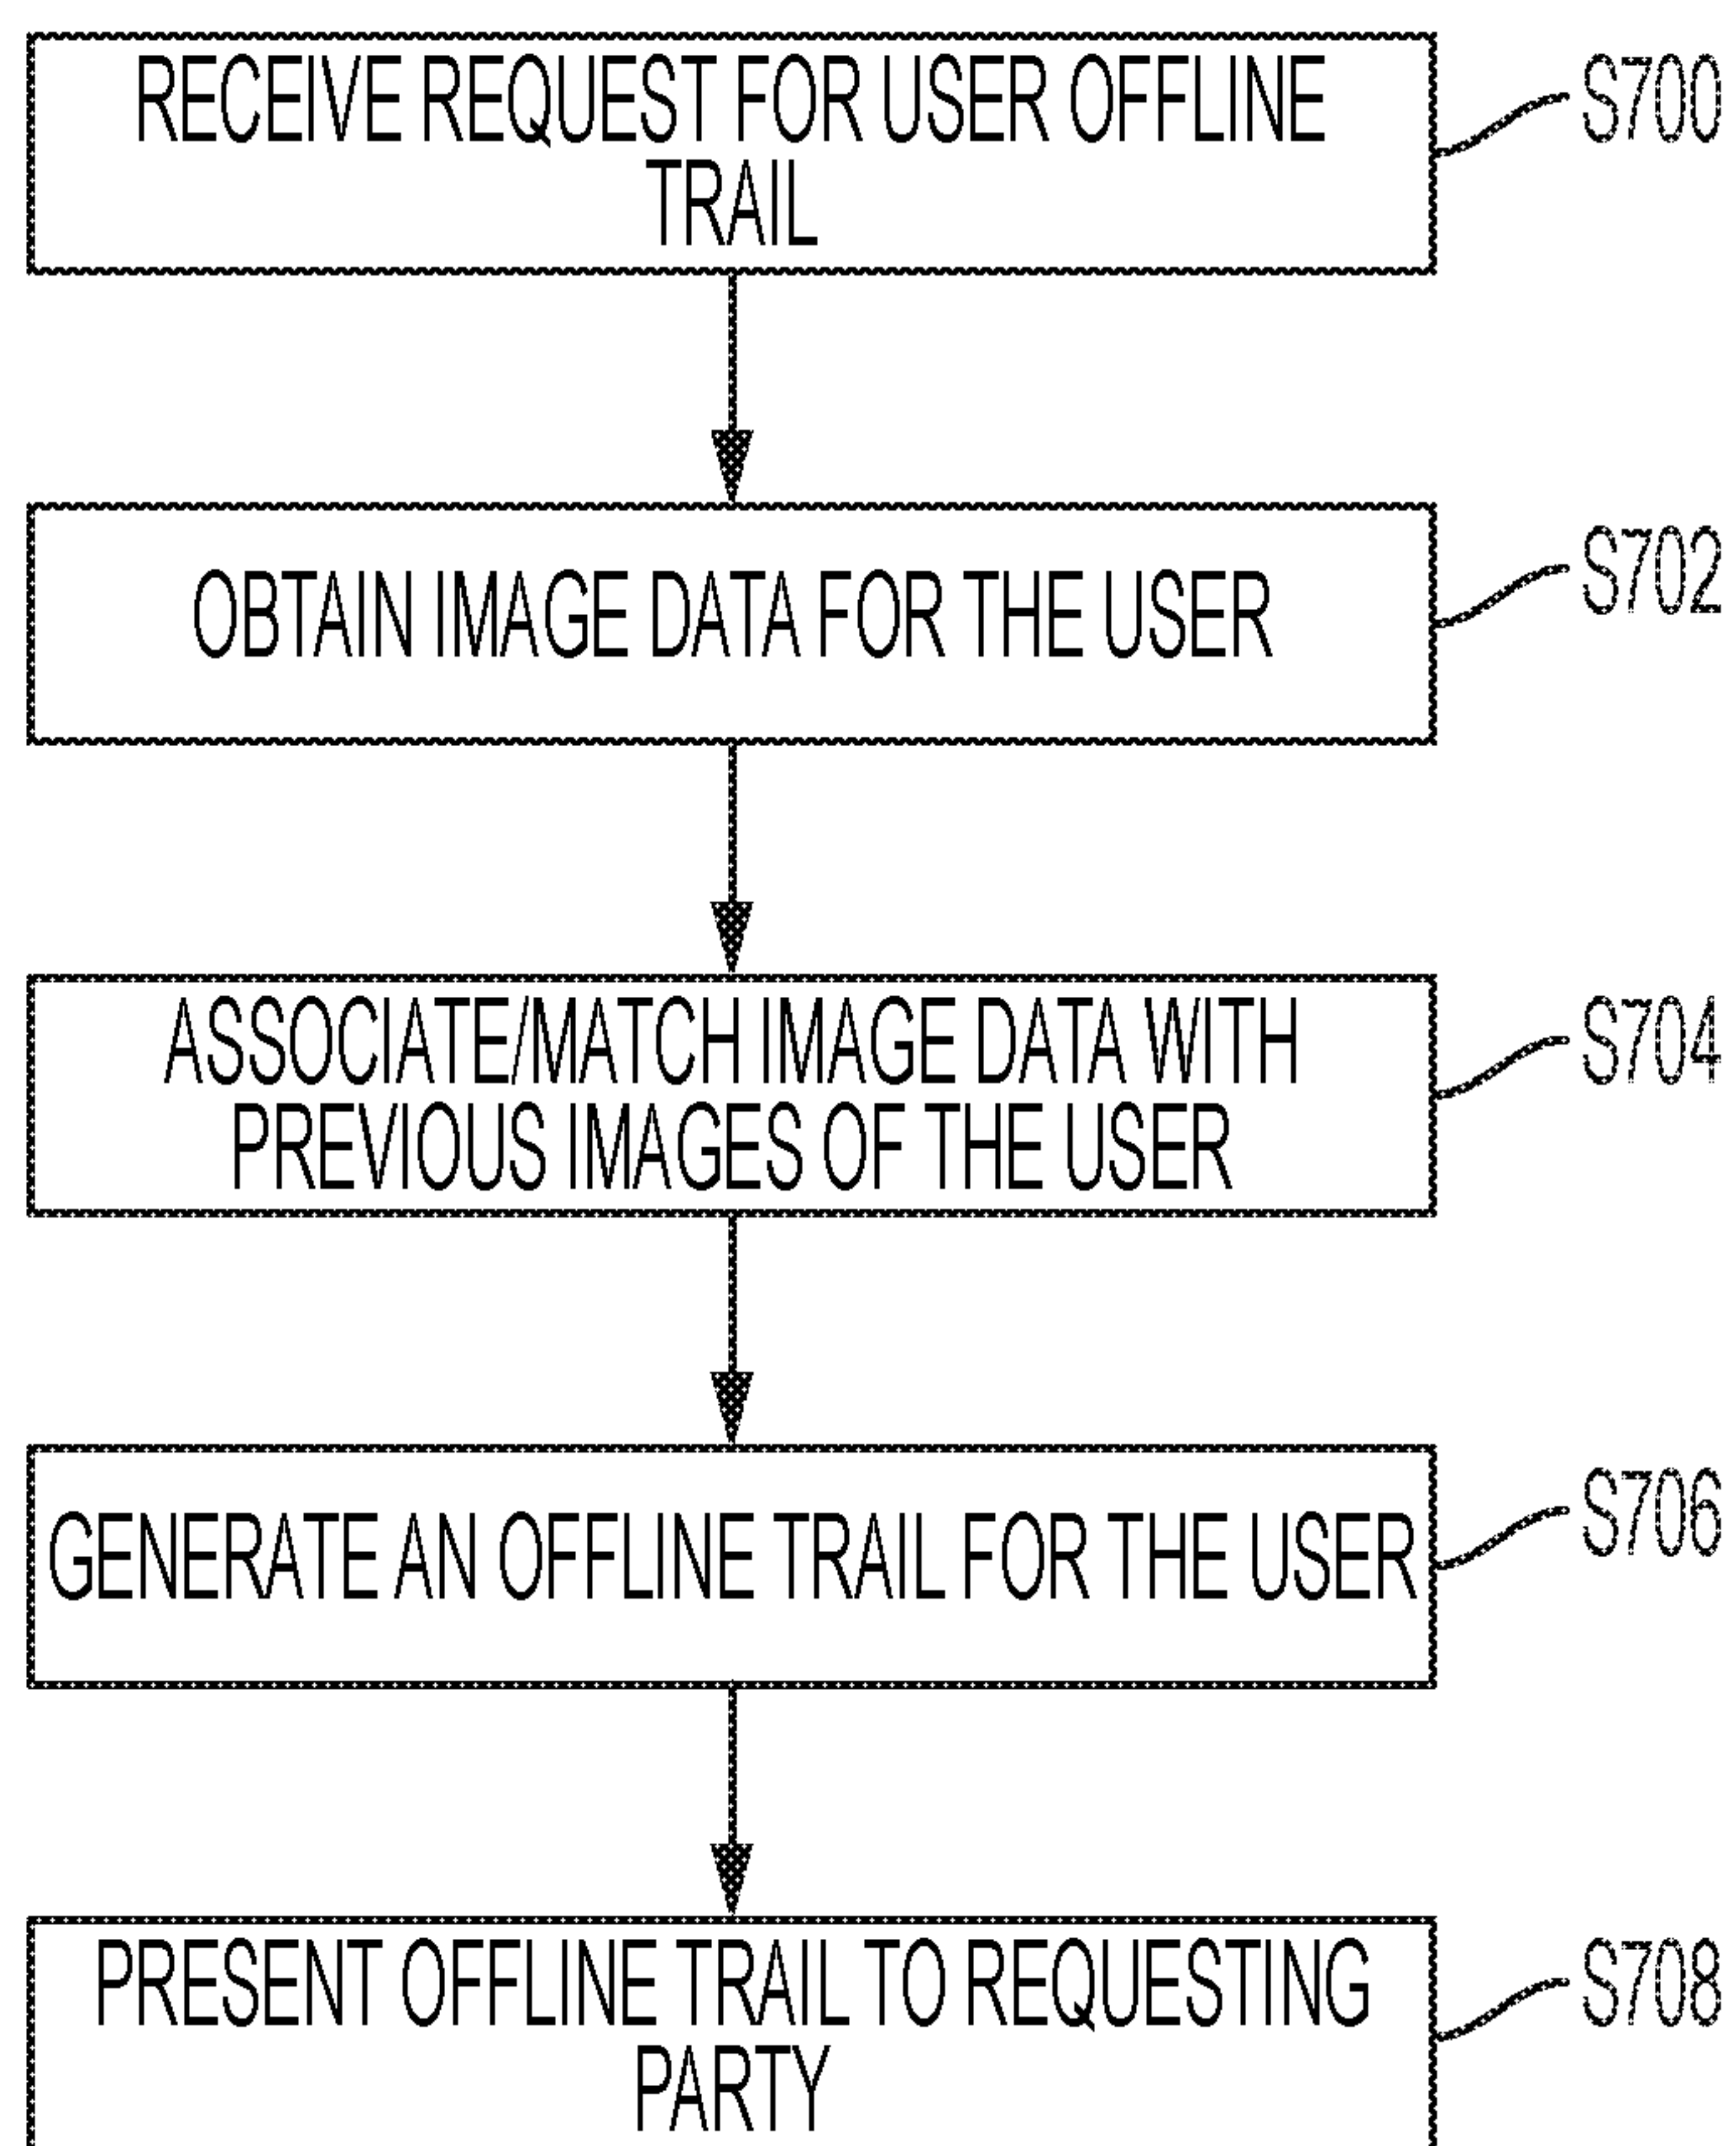 RECEIVE REQUEST FOR USER OFFLINE
TRAIL
S700
OBTAIN IMAGE DATA FOR THE USER
S702
ASSOCIATE/MATCH IMAGE DATA WITH
PREVIOUS IMAGES OF THE USER
S704
GENERATE AN OFFLINE TRAIL FOR THE USER
S706
PRESENT OFFLINE TRAIL TO REQUESTING
PARTY
S708